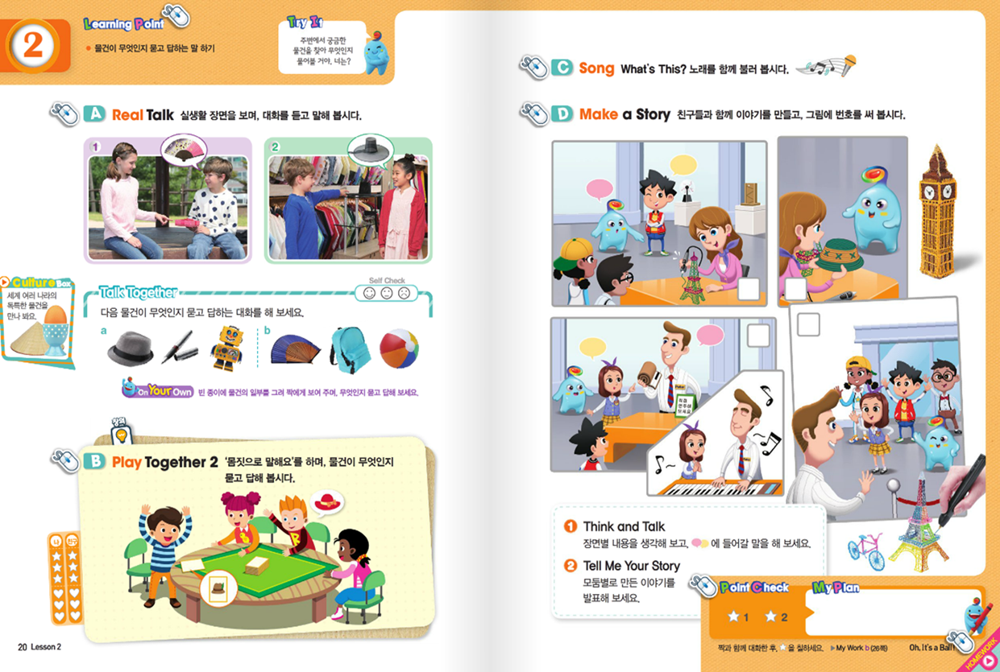 2
Learning Point
물건이 무엇인지 묻고 답하는 말 하기
Try It
주변에서 궁금한
물건을 찾아 무엇인지
물어볼 거야. 너는?
A Real Talk 실생활 장면을 보며, 대화를 듣고 말해 봅시다.
1
2
Culture Box
세계 여러 나라의
독특한 물건을
만나 봐요.
Talk Together
Self Check
다음 물건이 무엇인지 묻고 답하는 대화를 해 보세요.
a
b
On Your Own 빈 종이에 물건의 일부를 그려 짝에게 보여 주며, 무엇인지 묻고 답해 보세요.
창의
B Play Together 2 '몸짓으로 말해요'를 하며, 물건이 무엇인지
묻고 답해 봅시다.
나
친구
20 Lesson 2
C Song What's This? 노래를 함께 불러 봅시다.
D Make a Story 친구들과 함께 이야기를 만들고, 그림에 번호를 써 봅시다.
직접
연주해
보세요
1 Think and Talk
장면별 내용을 생각해 보고, 에 들어갈 말을 해 보세요.
2 Tell Me Your Story
모둠별로 만든 이야기를
발표해 보세요.
Point Check
1 2
My Plan
짝과 함께 대화한 후, 을 칠하세요. My Work b (26쪽)
Oh, It's a Ball!
HOMEWORK